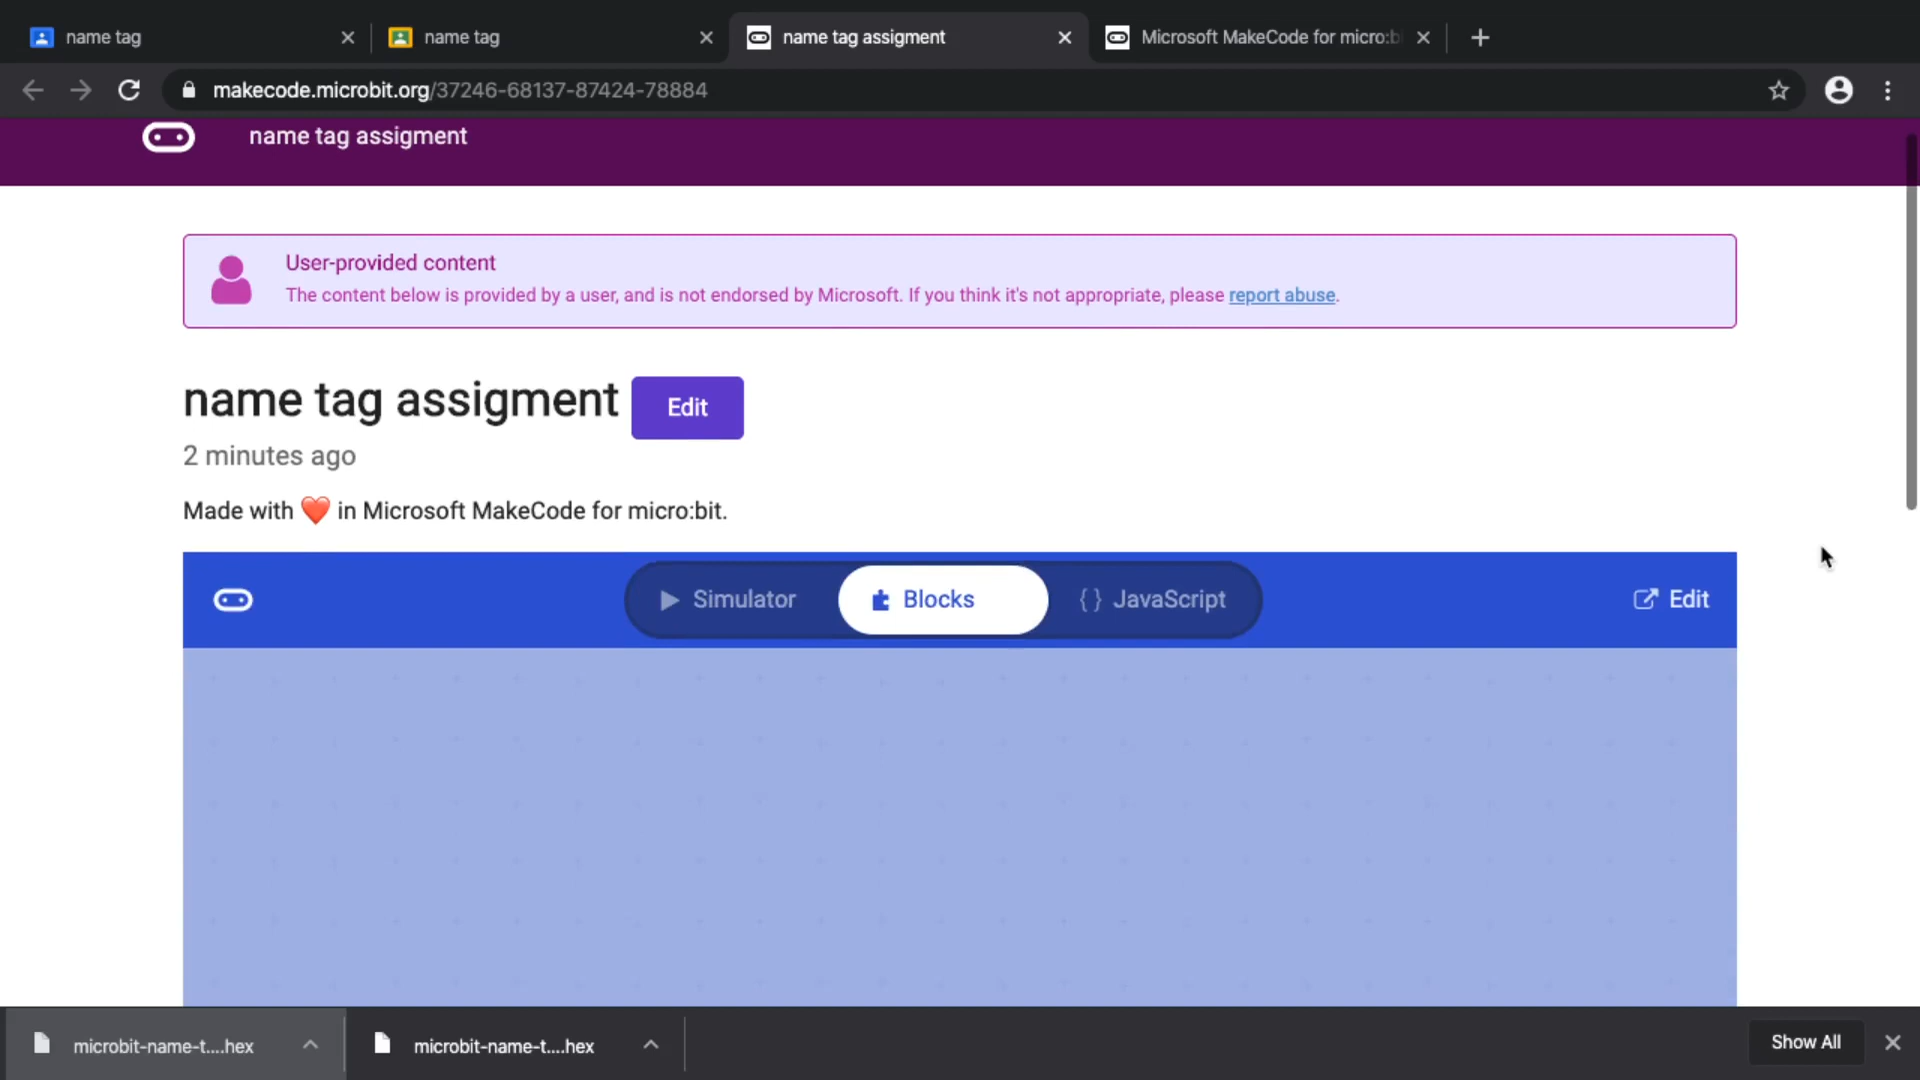 name tag
name tag
name tag assigment
Microsoft MakeCode for micro:b
makecode.microbit.org/37246-68137-87424-78884
name tag assigment
User-provided content
The content below is provided by a user, and is not endorsed by Microsoft. If you think it's not appropriate, please report abuse.
name tag assigment
Edit
2 minutes ago
Made with ❤️ in Microsoft MakeCode for micro:bit.
Simulator
Blocks
{} JavaScript
Edit
microbit-name-t....hex
microbit-name-t....hex
Show All